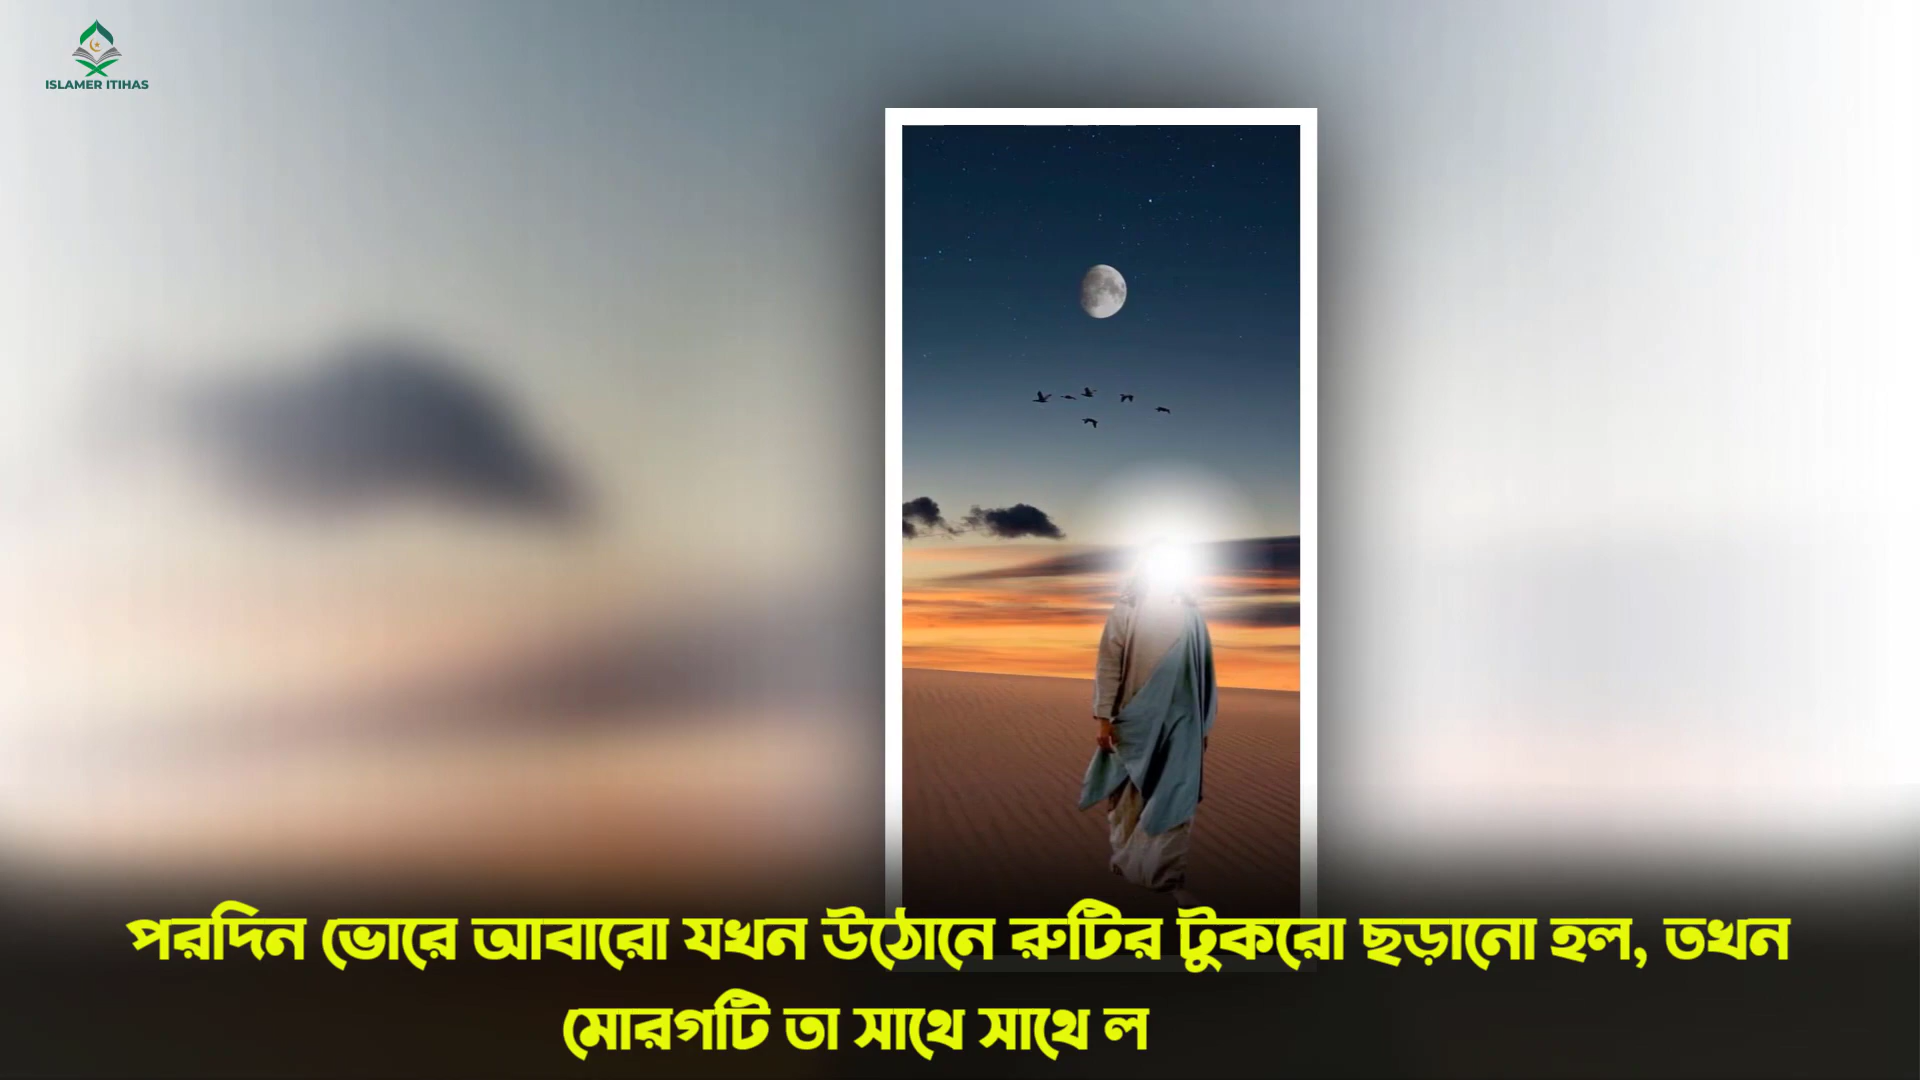 ISLAMER ITIHAS
পরদিন ভোরে আবারো যখন উঠোনে রুটির টুকরো ছড়ানো হল, তখন
মোরগটি তা সাথে সাথে ল